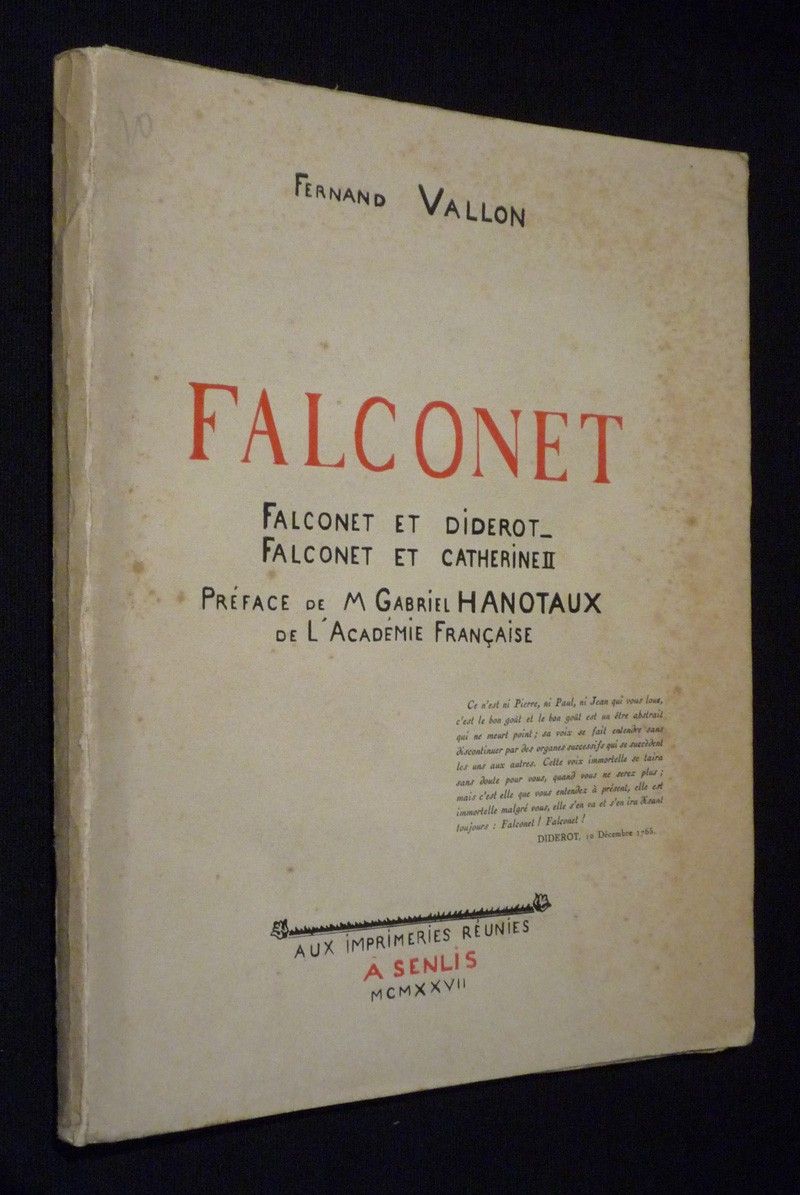 10
FERNAND VALLON
FALCONET
FALCONET ET DIDEROT_
FALCONET ET CATHERINE II
PRÉFACE DE M GABRIEL HANOTAUX
DE L'ACADÉMIE FRANÇAISE
Ce n'est ni Pierre, ni Paul, ni Jean qui vous loue,
c'est le bon goût et le bon goût est un être abstrait
qui ne meurt point ; sa voix se fait entendre sans
discontinuer par des organes successifs qui se succèdent
les uns aux autres. Cette voix immortelle se taira
sans doute pour vous, quand vous ne serez plus ;
mais c'est elle que vous entendez à présent, elle est
immortelle malgré vous, elle s'en va et s'en ira disant
toujours : Falconet ! Falconet !
DIDEROT, 10 Décembre 1765.
AUX IMPRIMERIES RÉUNIES
A SENLIS
MCMXXVII